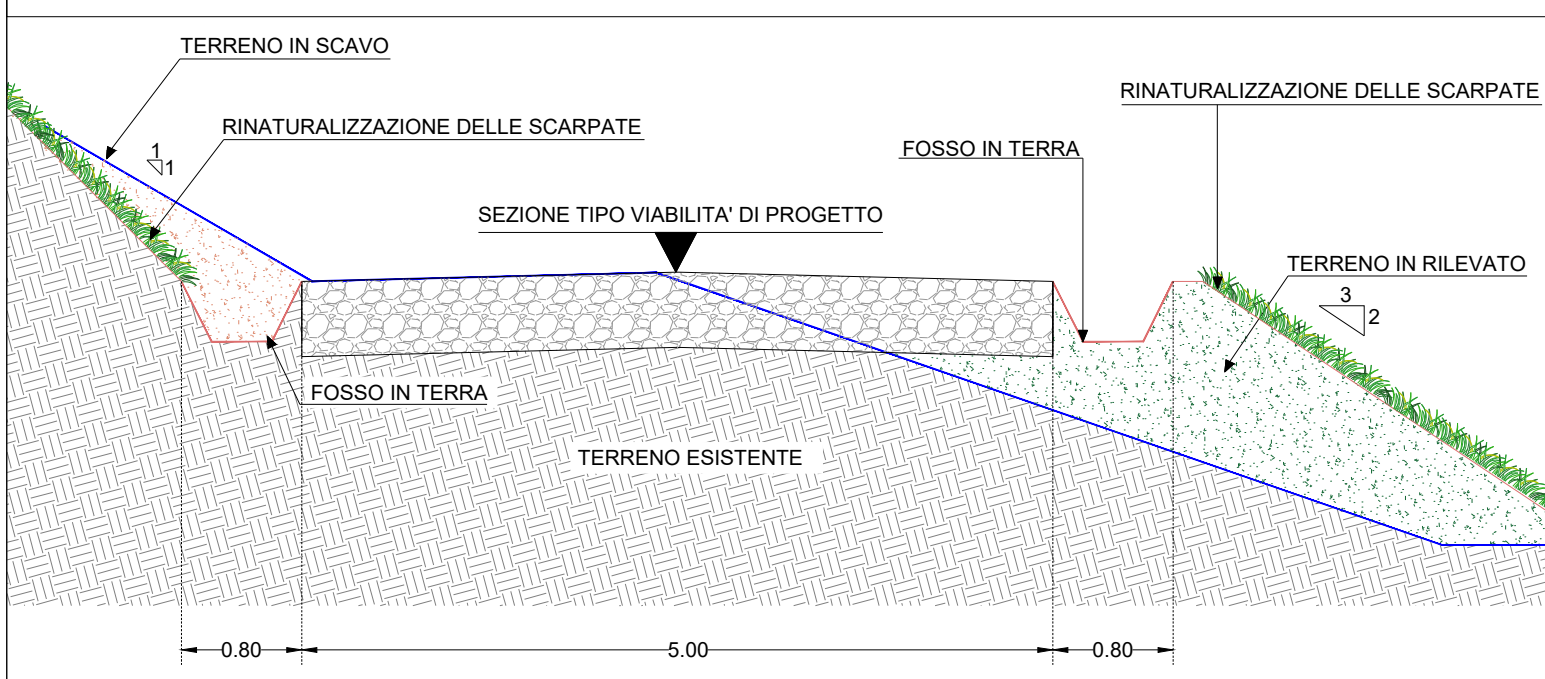 TERRENO IN SCAVO
RINATURALIZZAZIONE DELLE SCARPATE
RINATURALIZZAZIONE DELLE SCARPATE
1
1
FOSSO IN TERRA
SEZIONE TIPO VIABILITA' DI PROGETTO
TERRENO IN RILEVATO
3
2
FOSSO IN TERRA
TERRENO ESISTENTE
0.80
5.00
0.80